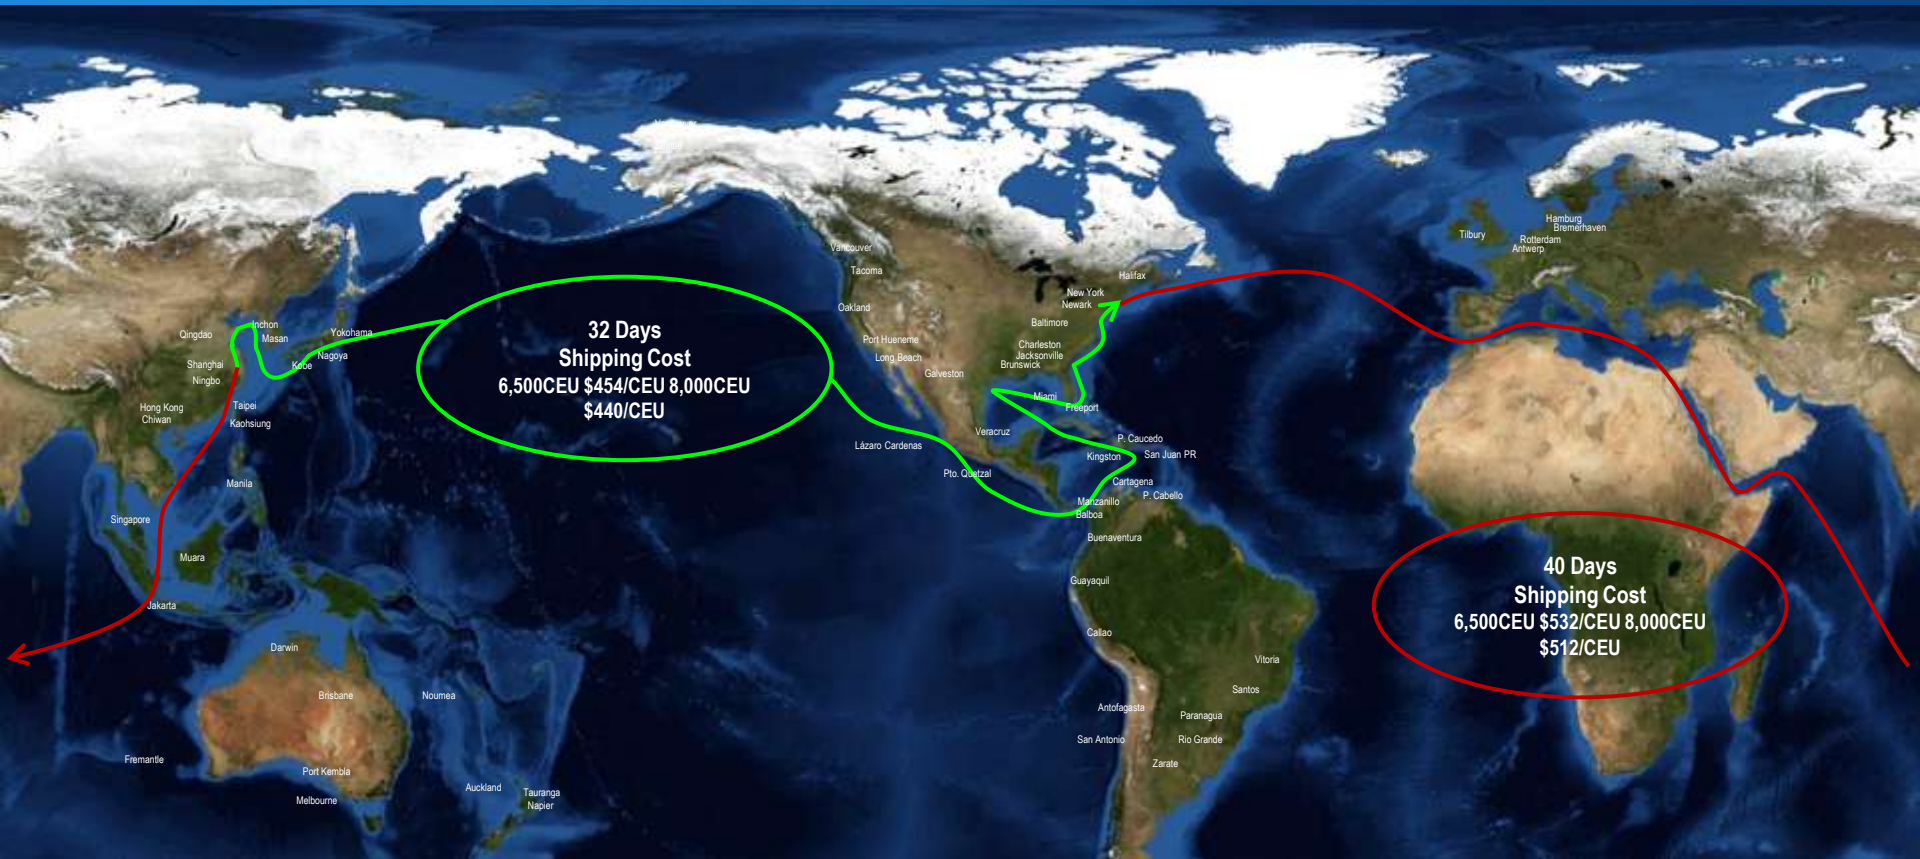 Vancouver
Tacoma
Oakland
Port Hueneme
Long Beach
Galveston
Halifax
New York
Newark
Baltimore
Charleston
Jacksonville
Brunswick
Miami
Freeport
Veracruz
Lázaro Cardenas
Pto. Quetzal
P. Caucedo
Kingston
San Juan PR
Cartagena
P. Cabello
Manzanillo
Balboa
Buenaventura
Guayaquil
Callao
Vitoria
Santos
Antofagasta
Paranagua
San Antonio
Rio Grande
Zarate
Tilbury
Hamburg
Bremerhaven
Rotterdam
Antwerp
Inchon
Qingdao
Masan
Yokohama
Nagoya
Kobe
Shanghai
Ningbo
Hong Kong
Chiwan
Taipei
Kaohsiung
Manila
Singapore
Muara
Jakarta
Darwin
Brisbane
Noumea
Fremantle
Port Kembla
Melbourne
Auckland
Tauranga
Napier
32 Days
Shipping Cost
6,500CEU $454/CEU 8,000CEU
$440/CEU
40 Days
Shipping Cost
6,500CEU $532/CEU 8,000CEU
$512/CEU